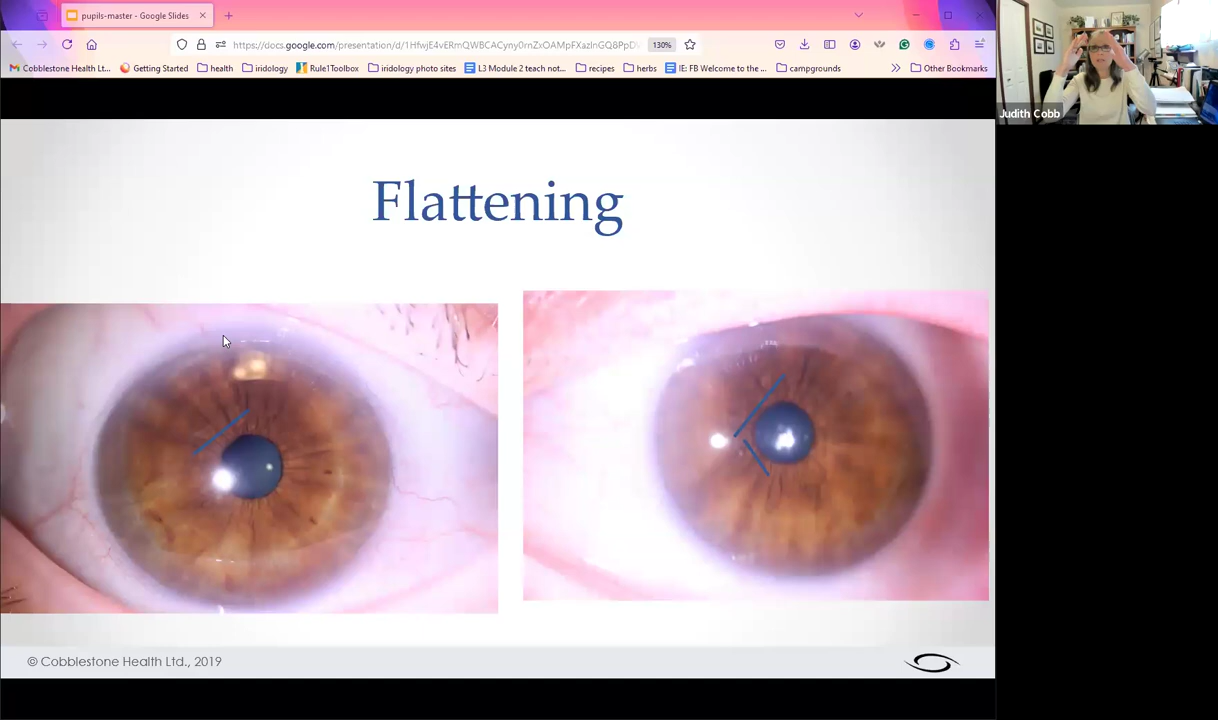 pupils-master - Google Slides
https://docs.google.com/presentation/d/1HfwjE4vERmQWBCACyny0rnZxOAMpFXazlnGQ8PpDV
130%
Cobblestone Health Lt...
Getting Started
health
iridology
Rule1Toolbox
iridology photo sites
L3 Module 2 teach not...
recipes
herbs
IE: FB Welcome to the ...
campgrounds
Other Bookmarks
Judith Cobb
Flattening
© Cobblestone Health Ltd., 2019